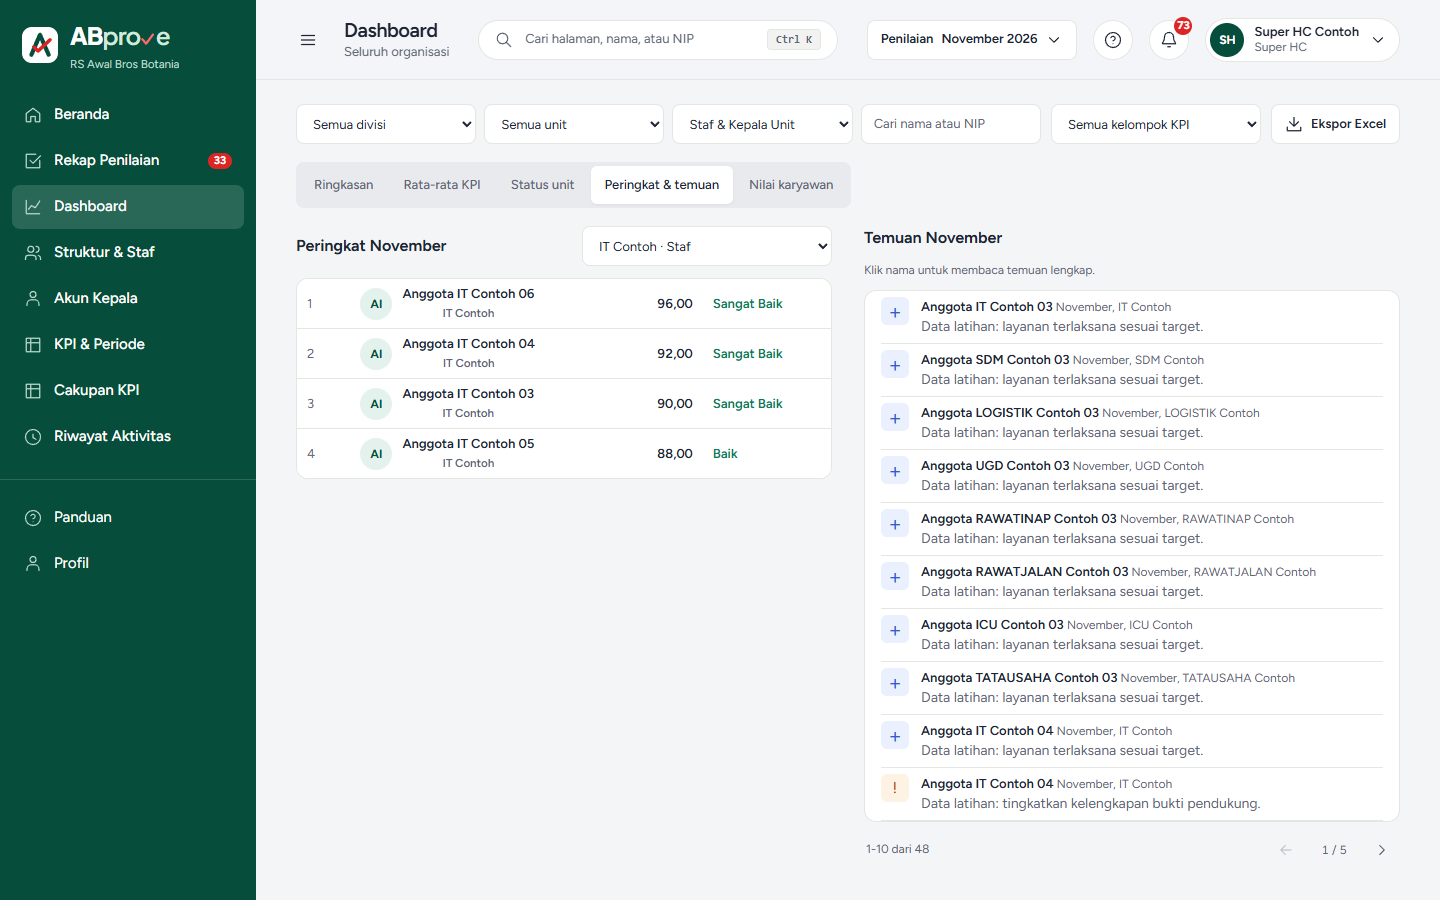 ABprove
RS Awal Bros Botania
Beranda
Rekap Penilaian 33
Dashboard
Struktur & Staf
Akun Kepala
KPI & Periode
Cakupan KPI
Riwayat Aktivitas
Panduan
Profil
Dashboard
Seluruh organisasi
Cari halaman, nama, atau NIP Ctrl K
Penilaian November 2026
73
SH
Super HC Contoh
Super HC
Semua divisi
Semua unit
Staf & Kepala Unit
Cari nama atau NIP
Semua kelompok KPI
Ekspor Excel
Ringkasan
Rata-rata KPI
Status unit
Peringkat & temuan
Nilai karyawan
Peringkat November
IT Contoh · Staf
1 AI Anggota IT Contoh 06 96,00 Sangat Baik
IT Contoh
2 AI Anggota IT Contoh 04 92,00 Sangat Baik
IT Contoh
3 AI Anggota IT Contoh 03 90,00 Sangat Baik
IT Contoh
4 AI Anggota IT Contoh 05 88,00 Baik
IT Contoh
Temuan November
Klik nama untuk membaca temuan lengkap.
+ Anggota IT Contoh 03 November, IT Contoh
Data latihan: layanan terlaksana sesuai target.
+ Anggota SDM Contoh 03 November, SDM Contoh
Data latihan: layanan terlaksana sesuai target.
+ Anggota LOGISTIK Contoh 03 November, LOGISTIK Contoh
Data latihan: layanan terlaksana sesuai target.
+ Anggota UGD Contoh 03 November, UGD Contoh
Data latihan: layanan terlaksana sesuai target.
+ Anggota RAWATINAP Contoh 03 November, RAWATINAP Contoh
Data latihan: layanan terlaksana sesuai target.
+ Anggota RAWATJALAN Contoh 03 November, RAWATJALAN Contoh
Data latihan: layanan terlaksana sesuai target.
+ Anggota ICU Contoh 03 November, ICU Contoh
Data latihan: layanan terlaksana sesuai target.
+ Anggota TATAUSAHA Contoh 03 November, TATAUSAHA Contoh
Data latihan: layanan terlaksana sesuai target.
+ Anggota IT Contoh 04 November, IT Contoh
Data latihan: layanan terlaksana sesuai target.
! Anggota IT Contoh 04 November, IT Contoh
Data latihan: tingkatkan kelengkapan bukti pendukung.
1-10 dari 48
1 / 5